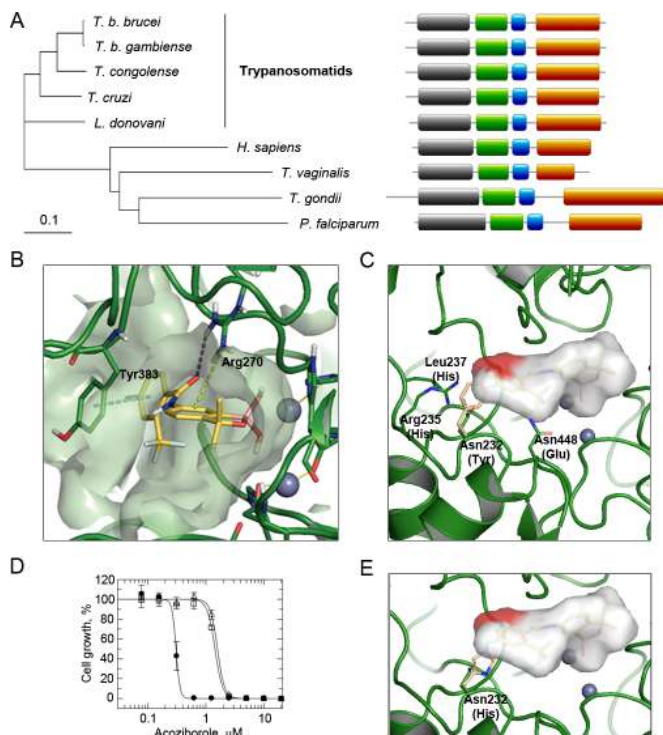 A
T. b. brucei
T. b. gambiense
T. congolense
Trypanosomatids
T. cruzi
L. donovani
H. sapiens
T. vaginalis
T. gondii
P. falciparum
0.1
B
Tyr383
Arg270
C
Leu237
(His)
Arg235
(His)
Asn232
(Tyr)
Asn448
(Glu)
D
Cell growth, %
120
100
80
60
40
20
0
0.1
1
10
Acoziborole, μM
E
Asn232
(His)